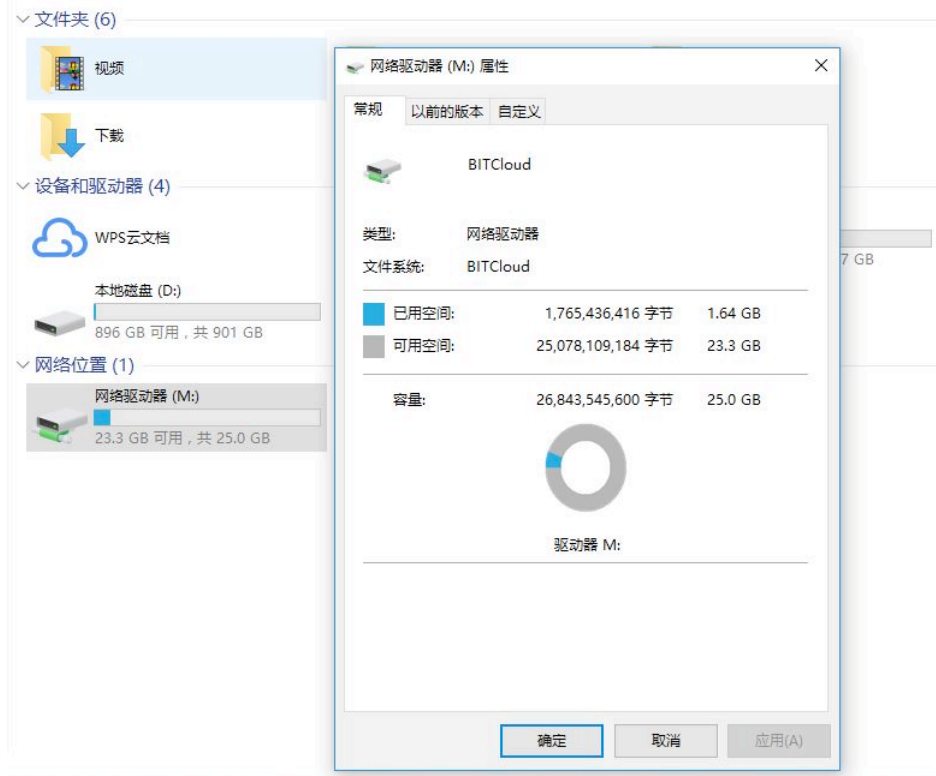 文件夹 (6)
视频
下载
设备和驱动器 (4)
WPS云文档
7 GB
本地磁盘 (D:)
896 GB 可用，共 901 GB
网络位置 (1)
网络驱动器 (M:)
23.3 GB 可用，共 25.0 GB
网络驱动器 (M:) 属性
常规 以前的版本 自定义
BITCloud
类型: 网络驱动器
文件系统: BITCloud
已用空间: 1,765,436,416 字节 1.64 GB
可用空间: 25,078,109,184 字节 23.3 GB
容量: 26,843,545,600 字节 25.0 GB
驱动器 M:
确定 取消 应用(A)